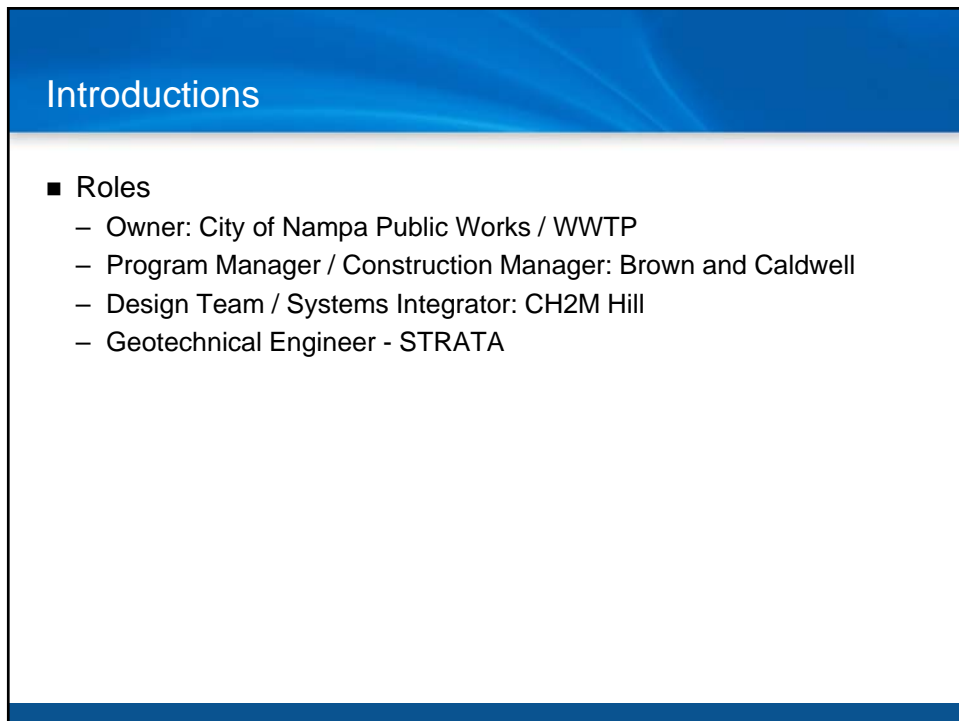 Introductions
■ Roles
– Owner: City of Nampa Public Works / WWTP
– Program Manager / Construction Manager: Brown and Caldwell
– Design Team / Systems Integrator: CH2M Hill
– Geotechnical Engineer - STRATA